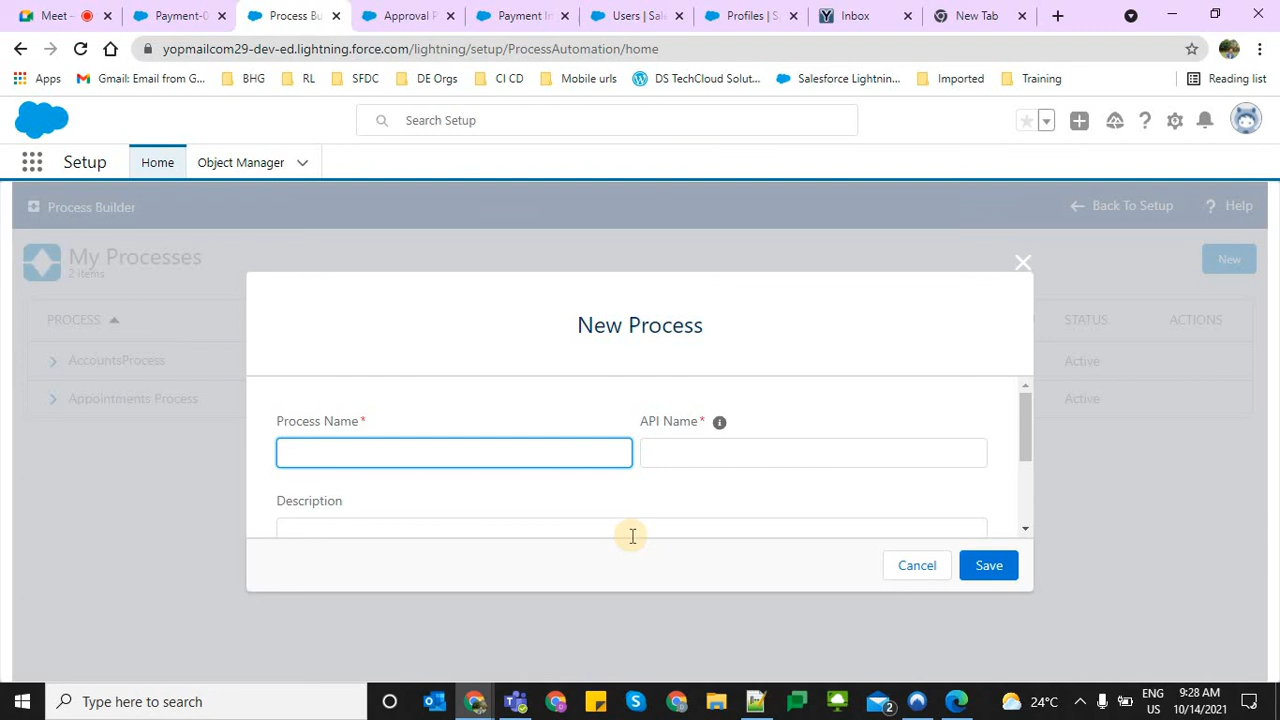 Meet –
Payment-0
Process Bu
Approval P
Payment In
Users | Sal
Profiles | S
Inbox
New Tab
yopmailcom29-dev-ed.lightning.force.com/lightning/setup/ProcessAutomation/home
Apps
Gmail: Email from G...
BHG
RL
SFDC
DE Orgs
CI CD
Mobile urls
DS TechCloud Solut...
Salesforce Lightnin...
Imported
Training
Reading list
Search Setup
Setup
Home
Object Manager
Process Builder
Back To Setup
? Help
My Processes
2 items
New
New Process
PROCESS
STATUS
ACTIONS
AccountsProcess
Active
Appointments Process
Active
Process Name*
API Name*
Description
Cancel
Save
Type here to search
2
24°C
ENG
US
9:28 AM
10/14/2021